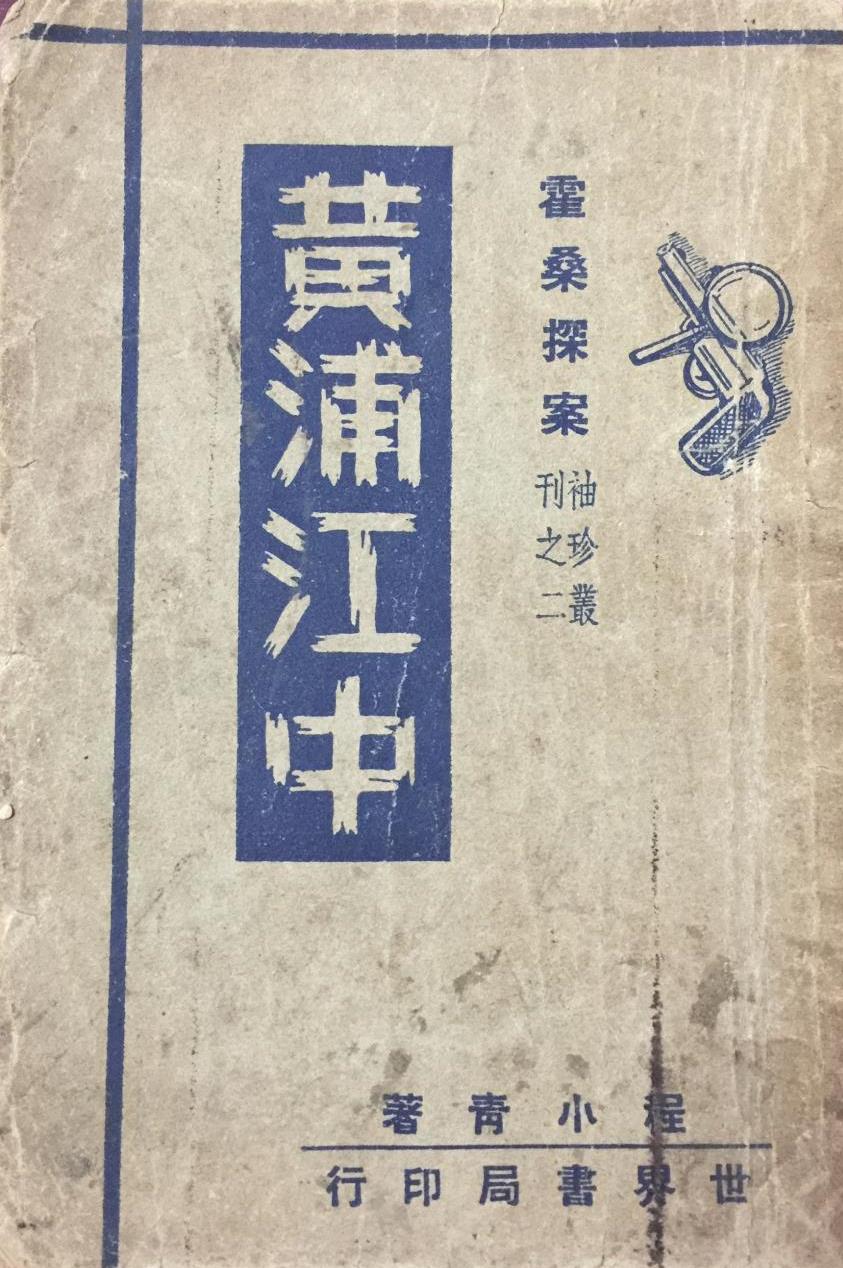 霍桑探案
袖珍叢
刊之二
黃浦江中
程小青著
世界書局印行